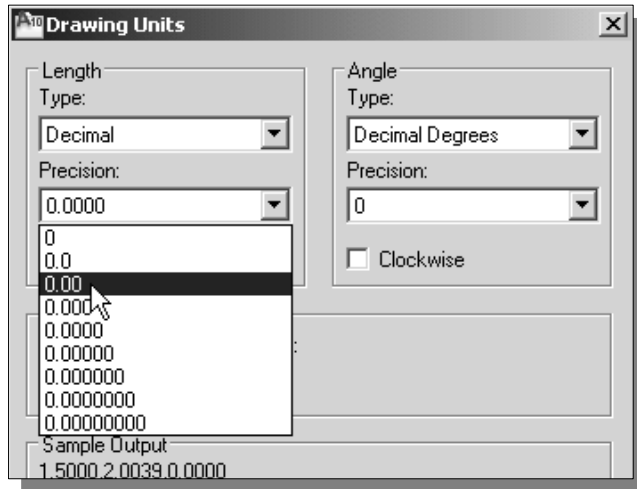 A10 Drawing Units
Length
Type:
Decimal
Precision:
0.0000
0
0.0
0.00
0.000
0.0000
0.00000
0.000000
0.0000000
0.00000000
Angle
Type:
Decimal Degrees
Precision:
0
Clockwise
:
Sample Output
1.5000,2.0039,0.0000